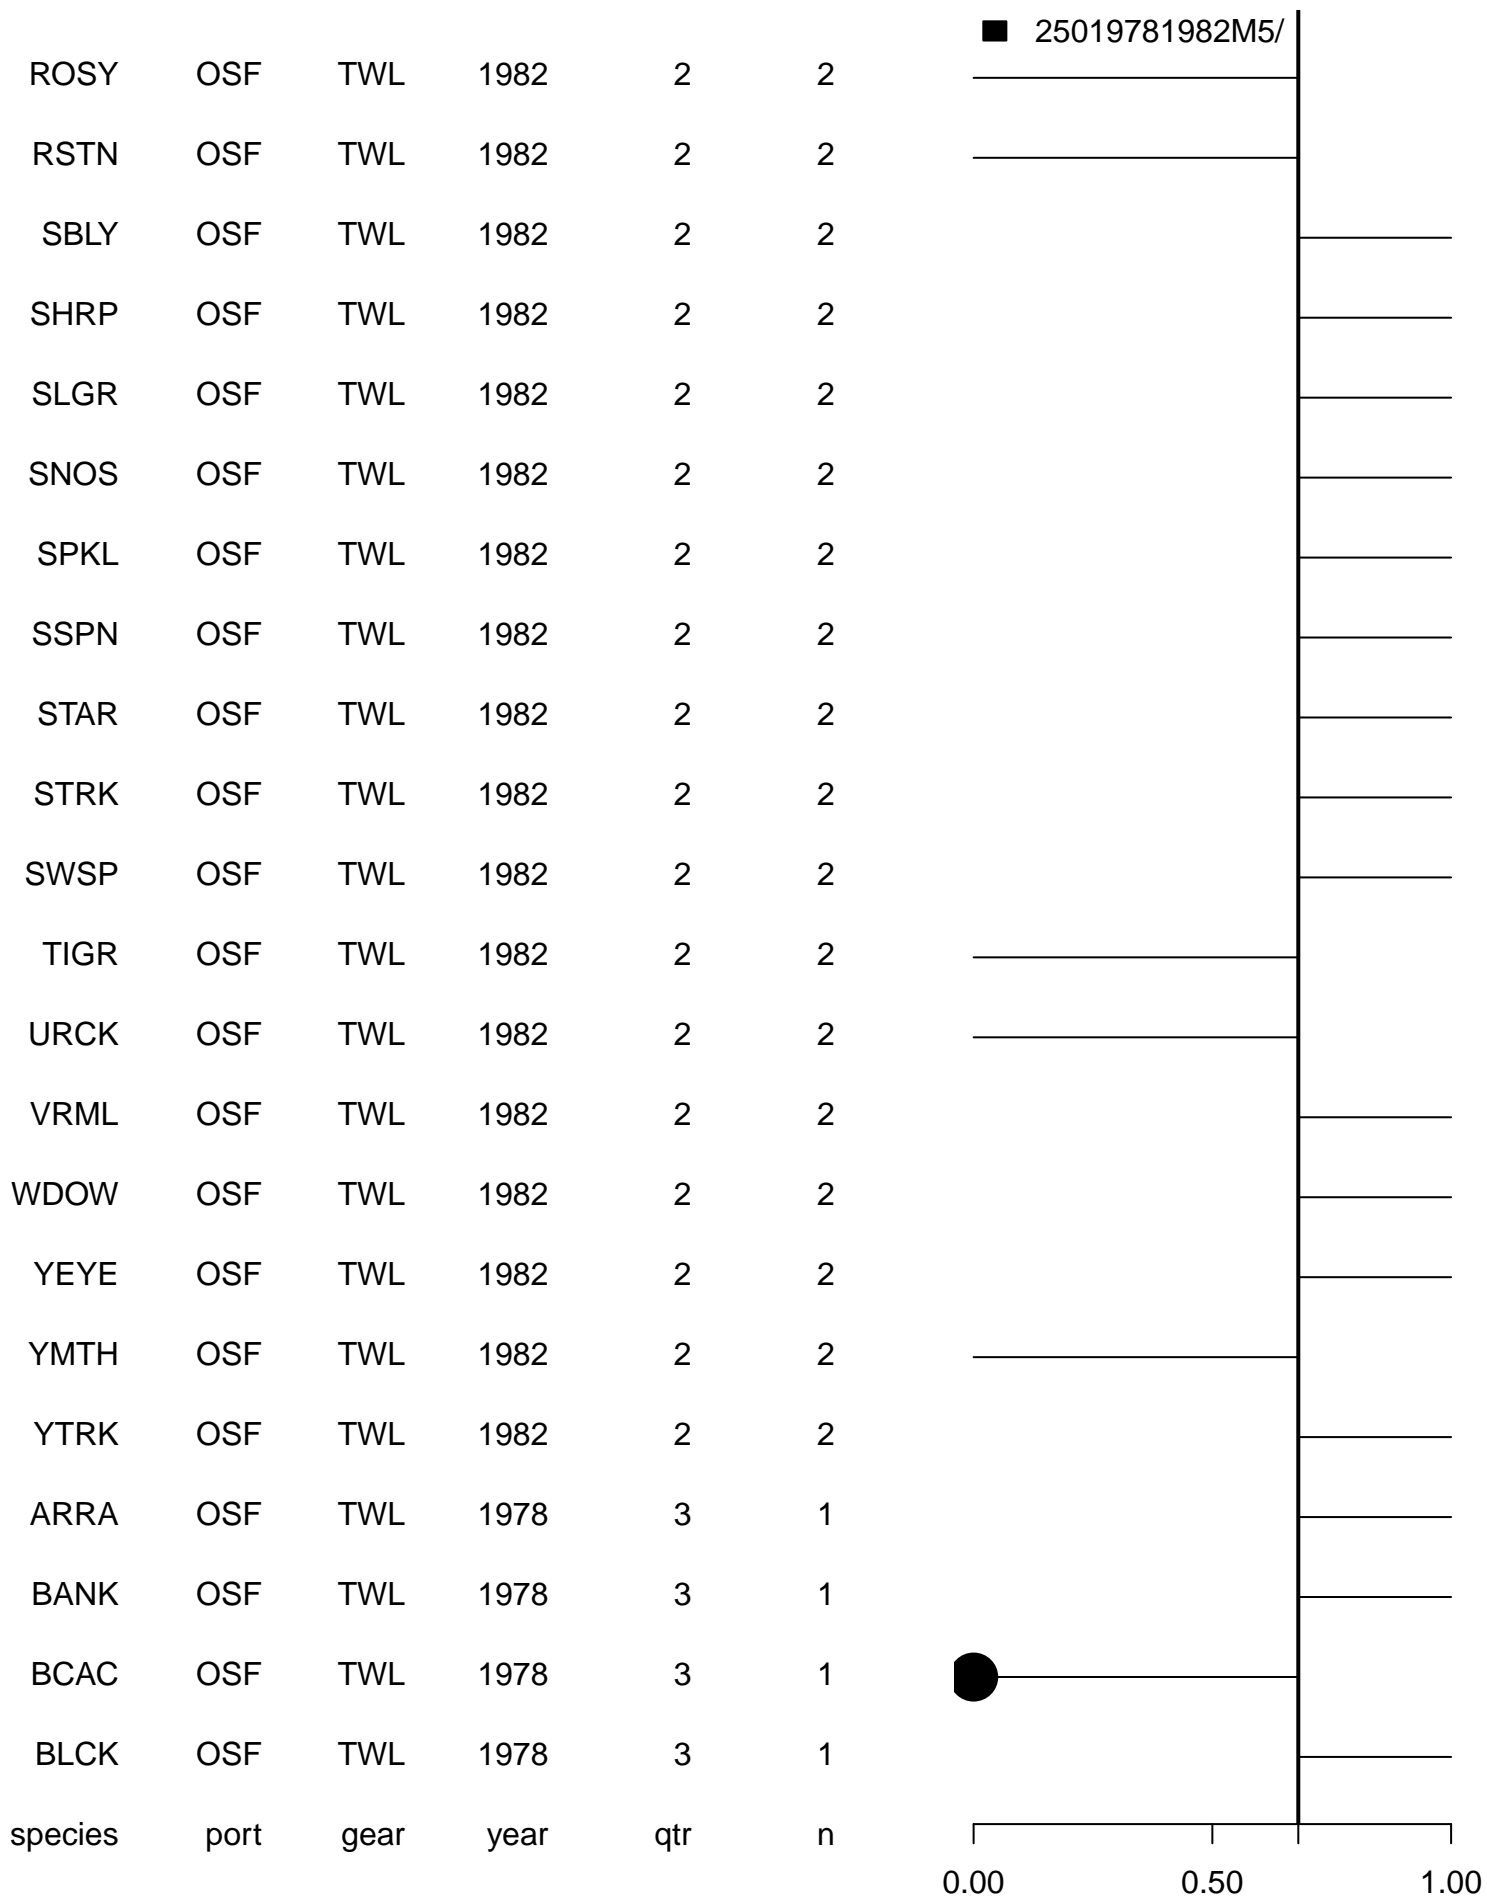 25019781982M5/
ROSY OSF TWL 1982 2 2
RSTN OSF TWL 1982 2 2
SBLY OSF TWL 1982 2 2
SHRP OSF TWL 1982 2 2
SLGR OSF TWL 1982 2 2
SNOS OSF TWL 1982 2 2
SPKL OSF TWL 1982 2 2
SSPN OSF TWL 1982 2 2
STAR OSF TWL 1982 2 2
STRK OSF TWL 1982 2 2
SWSP OSF TWL 1982 2 2
TIGR OSF TWL 1982 2 2
URCK OSF TWL 1982 2 2
VRML OSF TWL 1982 2 2
WDOW OSF TWL 1982 2 2
YEYE OSF TWL 1982 2 2
YMTH OSF TWL 1982 2 2
YTRK OSF TWL 1982 2 2
ARRA OSF TWL 1978 3 1
BANK OSF TWL 1978 3 1
BCAC OSF TWL 1978 3 1
BLCK OSF TWL 1978 3 1
species port gear year qtr n
0.00 0.50 1.00